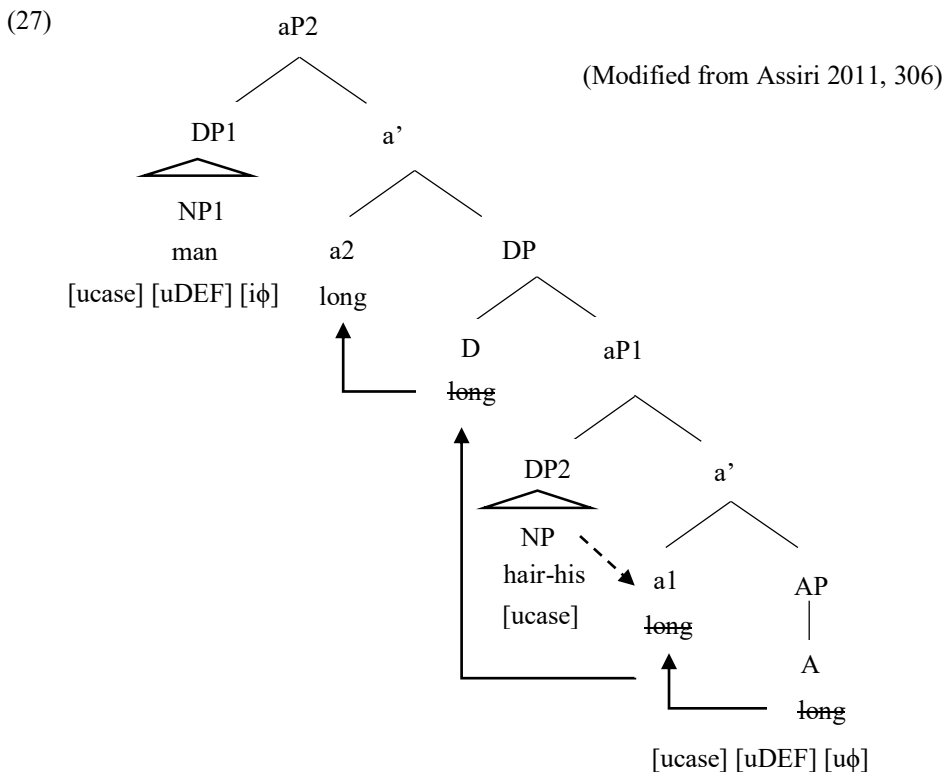 (27)
aP2
(Modified from Assiri 2011, 306)
DP1
a’
NP1
a2
DP
man
[ucase] [uDEF] [iϕ]
long
D
aP1
long
DP2
a’
NP
hair-his
a1
AP
[ucase]
long
A
long
[ucase] [uDEF] [uϕ]